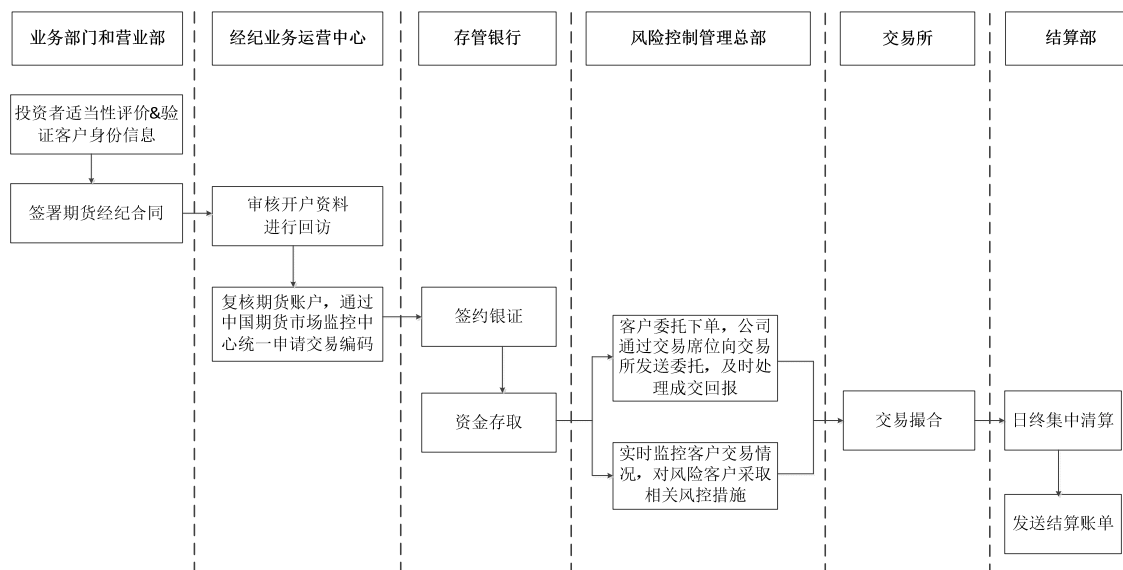 业务部门和营业部
经纪业务运营中心
存管银行
风险控制管理总部
交易所
结算部
投资者适当性评价&验
证客户身份信息
签署期货经纪合同
审核开户资料
进行回访
复核期货账户，通过
中国期货市场监控中
心统一申请交易编码
签约银证
资金存取
客户委托下单，公司
通过交易席位向交易
所发送委托，及时处
理成交回报
实时监控客户交易情
况，对风险客户采取
相关风控措施
交易撮合
日终集中清算
发送结算账单